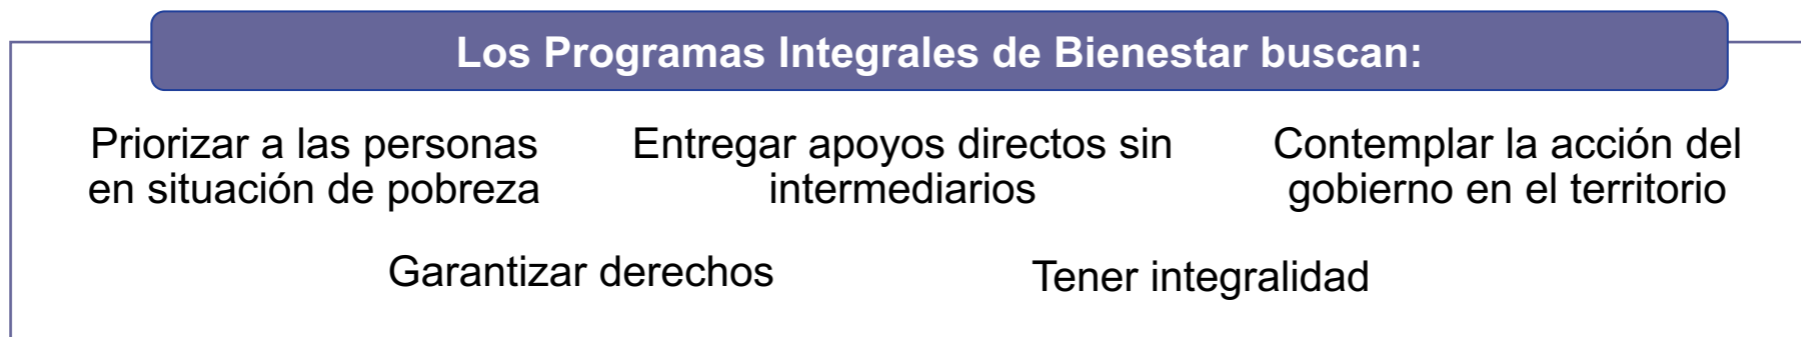 Los Programas Integrales de Bienestar buscan:
Priorizar a las personas
en situación de pobreza
Entregar apoyos directos sin
intermediarios
Contemplar la acción del
gobierno en el territorio
Garantizar derechos
Tener integralidad